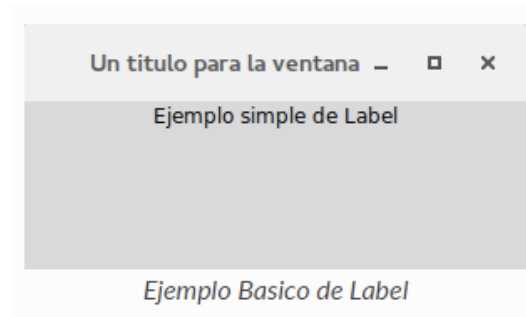 Un titulo para la ventana
Ejemplo simple de Label
Ejemplo Basico de Label